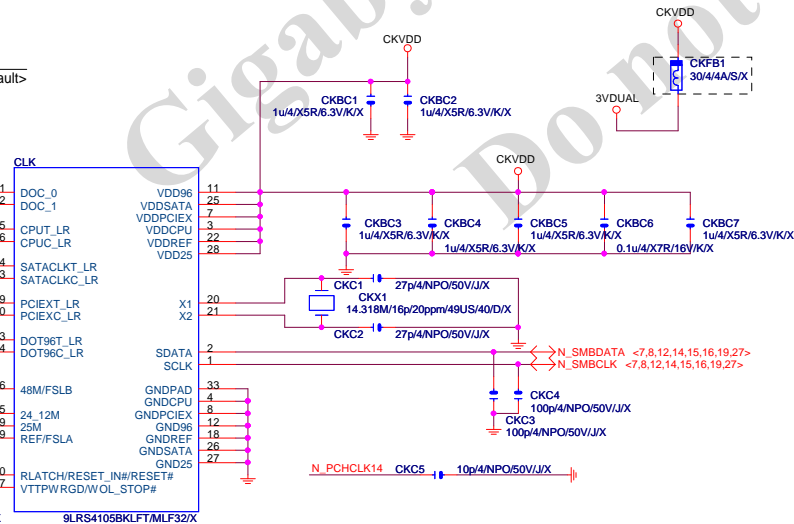 CKVDD
CKVDD
CKFB1
30/4/4A/S/X
3VDUAL
ault>
CKBC1
1u/4/X5R/6.3V/K/X
CKBC2
1u/4/X5R/6.3V/K/X
Gigaby
Do not
CKVDD
CLK
DOC_0
DOC_1
CPUT_LR
CPUC_LR
SATACLKT_LR
SATACLKC_LR
PCIEXT_LR
PCIEXC_LR
DOT96T_LR
DOT96C_LR
48M/FSLB
24_12M
25M
REF/FSLA
RLATCH/RESET_IN#/RESET#
VTTPWRGD/WOL_STOP#
VDD96 11
VDDSATA 25
VDDPCIEX 7
VDDCPU 3
VDDREF 22
VDD25 28
X1 20
X2 21
SDATA 2
SCLK 1
GNDPAD 33
GNDCPU 4
GNDPCIEX 8
GND96 12
GNDREF 18
GNDSATA 26
GND25 27
9LRS4105BKLFT/MLF32/X
CKBC3
1u/4/X5R/6.3V/K/X
CKBC4
1u/4/X5R/6.3V/K/X
CKBC5
1u/4/X5R/6.3V/K/X
CKBC6
0.1u/4/X7R/16V/K/X
CKBC7
1u/4/X5R/6.3V/K/X
CKC1
27p/4/NPO/50V/J/X
CKX1
14.318M/16p/20ppm/49US/40/D/X
CKC2
27p/4/NPO/50V/J/X
N_SMBDATA <7,8,12,14,15,16,19,27>
N_SMBCLK <7,8,12,14,15,16,19,27>
CKC4
100p/4/NPO/50V/J/X
CKC3
100p/4/NPO/50V/J/X
N_PCHCLK14
CKC5
10p/4/NPO/50V/J/X